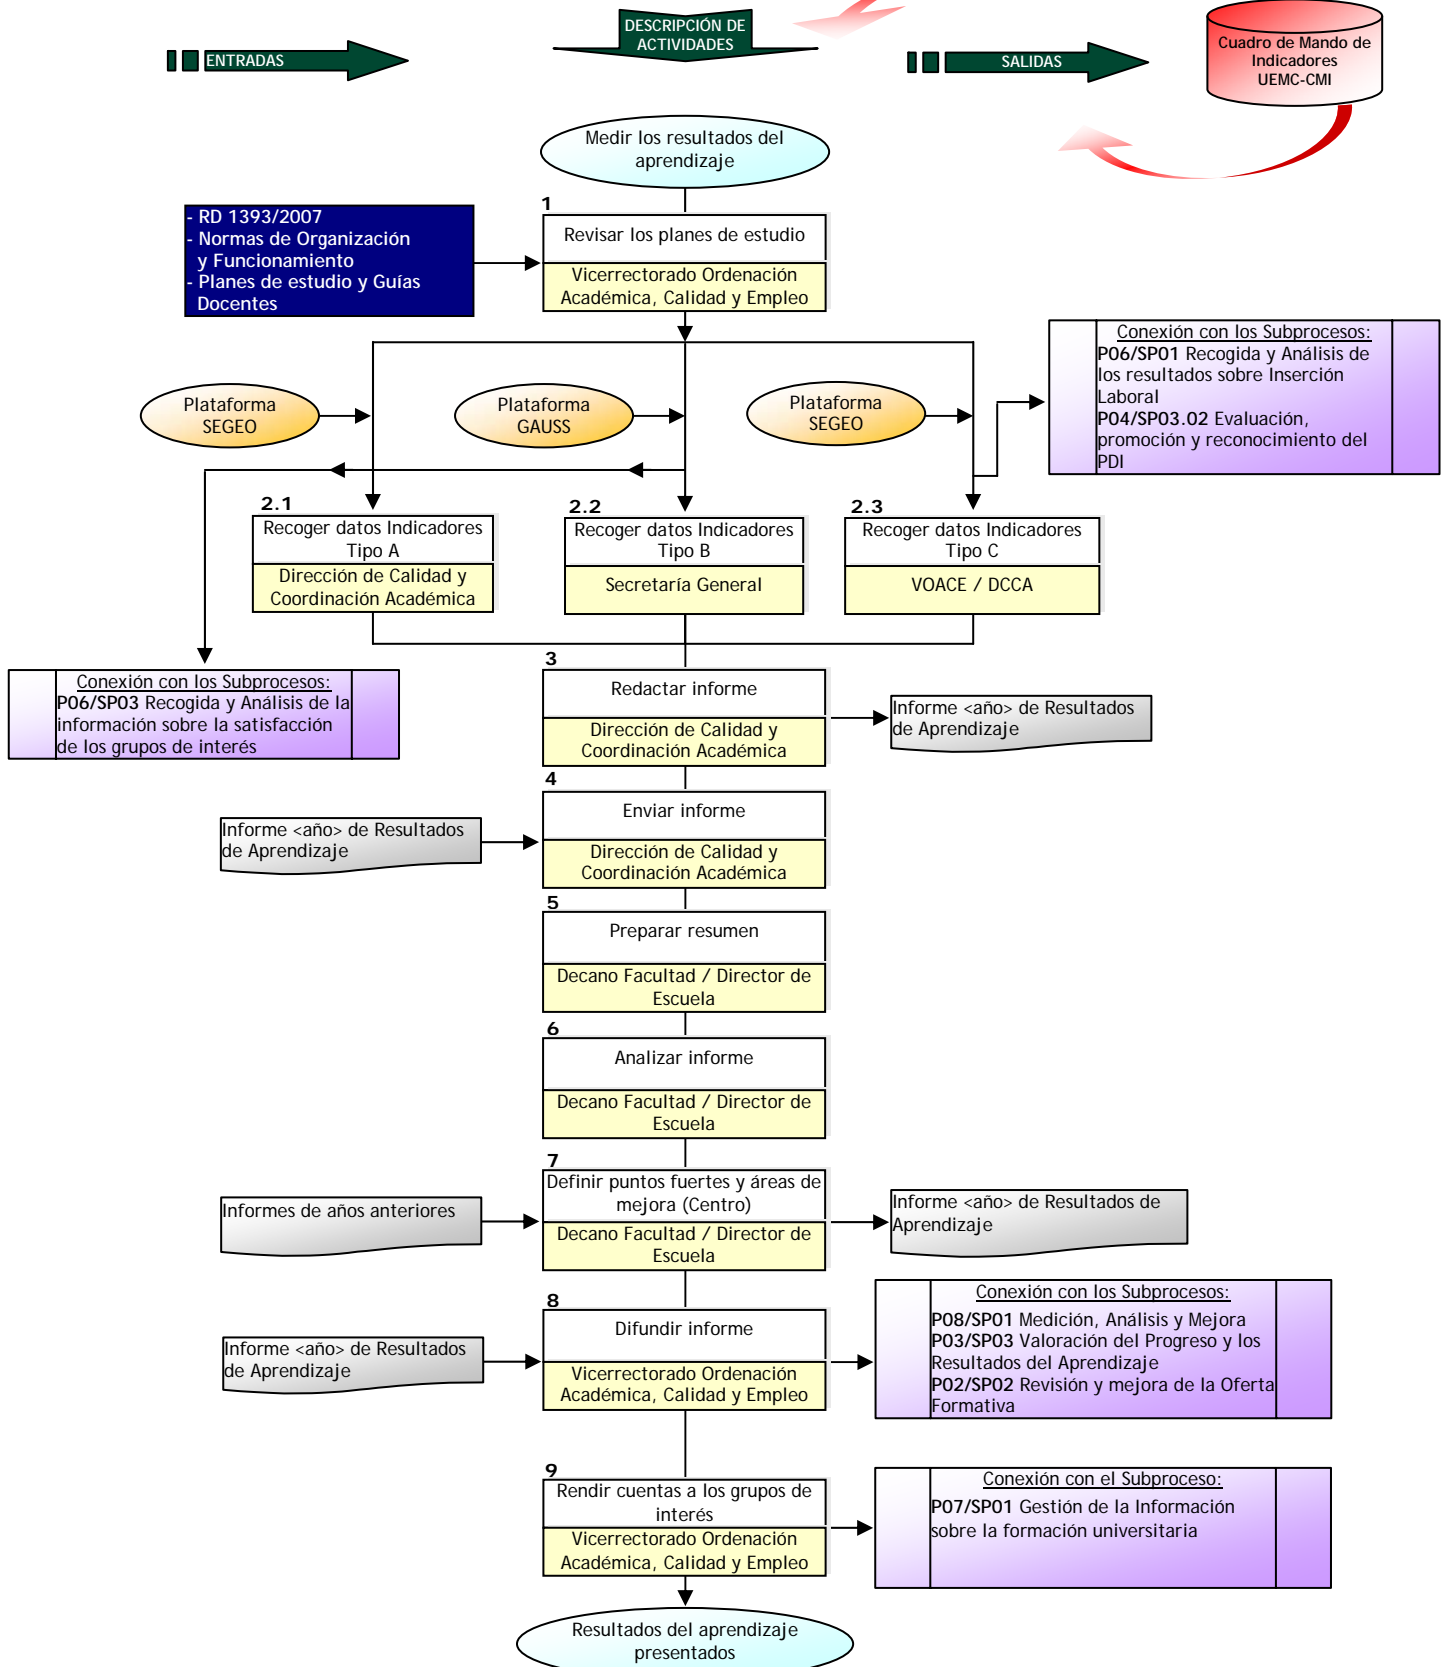 DESCRIPCIÓN DE
ACTIVIDADES
ENTRADAS
SALIDAS
Cuadro de Mando de
Indicadores
UEMC-CMI
Medir los resultados del
aprendizaje
- RD 1393/2007
- Normas de Organización
y Funcionamiento
- Planes de estudio y Guías
Docentes
1
Revisar los planes de estudio
Vicerrectorado Ordenación
Académica, Calidad y Empleo
Conexión con los Subprocesos:
P06/SP01 Recogida y Análisis de
los resultados sobre Inserción
Laboral
P04/SP03.02 Evaluación,
promoción y reconocimiento del
PDI
Plataforma
SEGEO
Plataforma
GAUSS
Plataforma
SEGEO
2.1
Recoger datos Indicadores
Tipo A
Dirección de Calidad y
Coordinación Académica
2.2
Recoger datos Indicadores
Tipo B
Secretaría General
2.3
Recoger datos Indicadores
Tipo C
VOACE / DCCA
Conexión con los Subprocesos:
P06/SP03 Recogida y Análisis de la
información sobre la satisfacción
de los grupos de interés
3
Redactar informe
Dirección de Calidad y
Coordinación Académica
Informe <año> de Resultados
de Aprendizaje
4
Enviar informe
Dirección de Calidad y
Coordinación Académica
Informe <año> de Resultados
de Aprendizaje
5
Preparar resumen
Decano Facultad / Director de
Escuela
6
Analizar informe
Decano Facultad / Director de
Escuela
7
Definir puntos fuertes y áreas de
mejora (Centro)
Decano Facultad / Director de
Escuela
Informes de años anteriores
Informe <año> de Resultados de
Aprendizaje
8
Difundir informe
Vicerrectorado Ordenación
Académica, Calidad y Empleo
Informe <año> de Resultados
de Aprendizaje
Conexión con los Subprocesos:
P08/SP01 Medición, Análisis y Mejora
P03/SP03 Valoración del Progreso y los
Resultados del Aprendizaje
P02/SP02 Revisión y mejora de la Oferta
Formativa
9
Rendir cuentas a los grupos de
interés
Vicerrectorado Ordenación
Académica, Calidad y Empleo
Conexión con el Subproceso:
P07/SP01 Gestión de la Información
sobre la formación universitaria
Resultados del aprendizaje
presentados